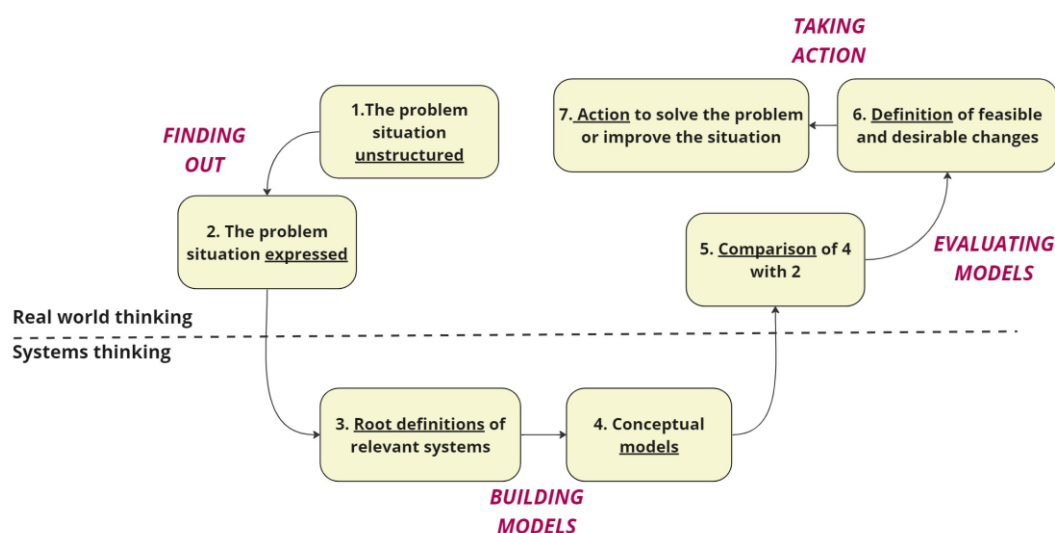 TAKING
ACTION
1.The problem
situation
unstructured
7. Action to solve the problem
or improve the situation
6. Definition of feasible
and desirable changes
FINDING
OUT
2. The problem
situation expressed
5. Comparison of 4
with 2
EVALUATING
MODELS
Real world thinking
Systems thinking
3. Root definitions of
relevant systems
4. Conceptual
models
BUILDING
MODELS